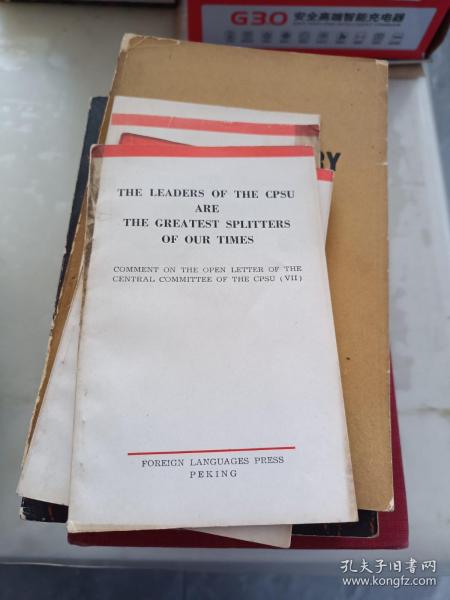 G30 安全高端智能充电器
RY
THE LEADERS OF THE CPSU
ARE
THE GREATEST SPLITTERS
OF OUR TIMES
COMMENT ON THE OPEN LETTER OF THE
CENTRAL COMMITTEE OF THE CPSU (VII)
FOREIGN LANGUAGES PRESS
PEKING
孔夫子旧书网
www.kongfz.com